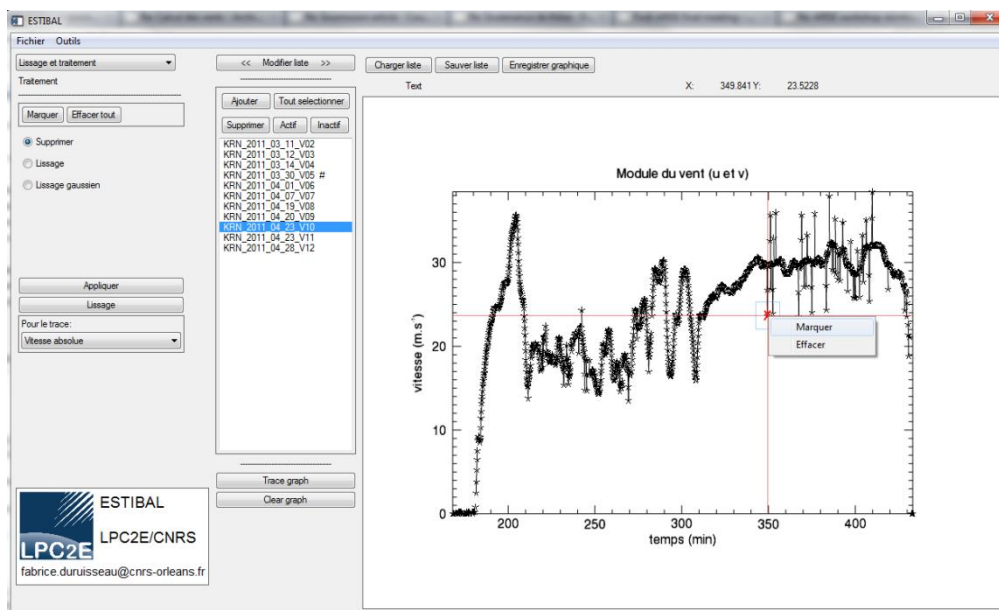 ESTIBAL
Fichier Outils
Lissage et traitement
Traitement
Marquer Effacer tout
Supprimer
Lissage
Lissage gaussien
Appliquer
Lissage
Pour le trace:
Vitesse absolue
ESTIBAL
LPC2E/CNRS
LPC2E
fabrice.duruisseau@cnrs-orleans.fr
<< Modifier liste >>
Ajouter Tout selectionner
Supprimer Actif Inactif
KRN_2011_03_11_V02
KRN_2011_03_12_V03
KRN_2011_03_14_V04
KRN_2011_03_30_V05 #
KRN_2011_04_01_V06
KRN_2011_04_07_V07
KRN_2011_04_19_V08
KRN_2011_04_20_V09
KRN_2011_04_23_V10
KRN_2011_04_23_V11
KRN_2011_04_28_V12
Trace graph
Clear graph
Charger liste Sauver liste Enregistrer graphique
Text X: 349.841 Y: 23.5228
Module du vent (u et v)
vitesse (m.s⁻¹)
30
20
10
0
Marquer
Effacer
200 250 300 350 400
temps (min)